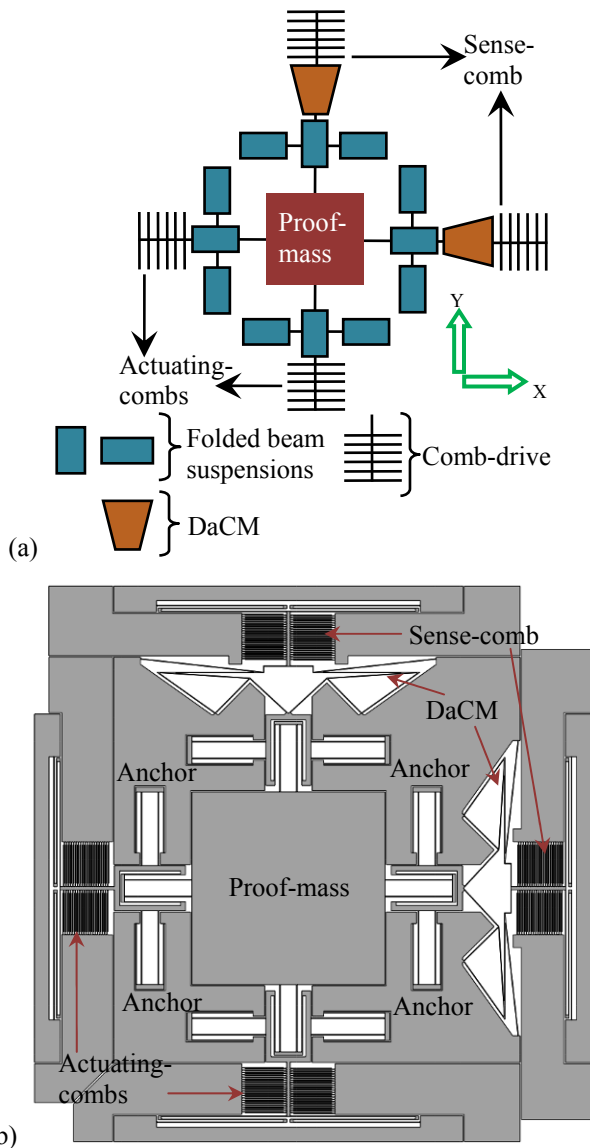 Sense-
comb
Proof-
mass
Y
X
Actuating-
combs
Folded beam
suspensions
Comb-drive
DaCM
(a)
Sense-comb
DaCM
Anchor
Anchor
Proof-mass
Anchor
Anchor
Actuating-
combs
b)